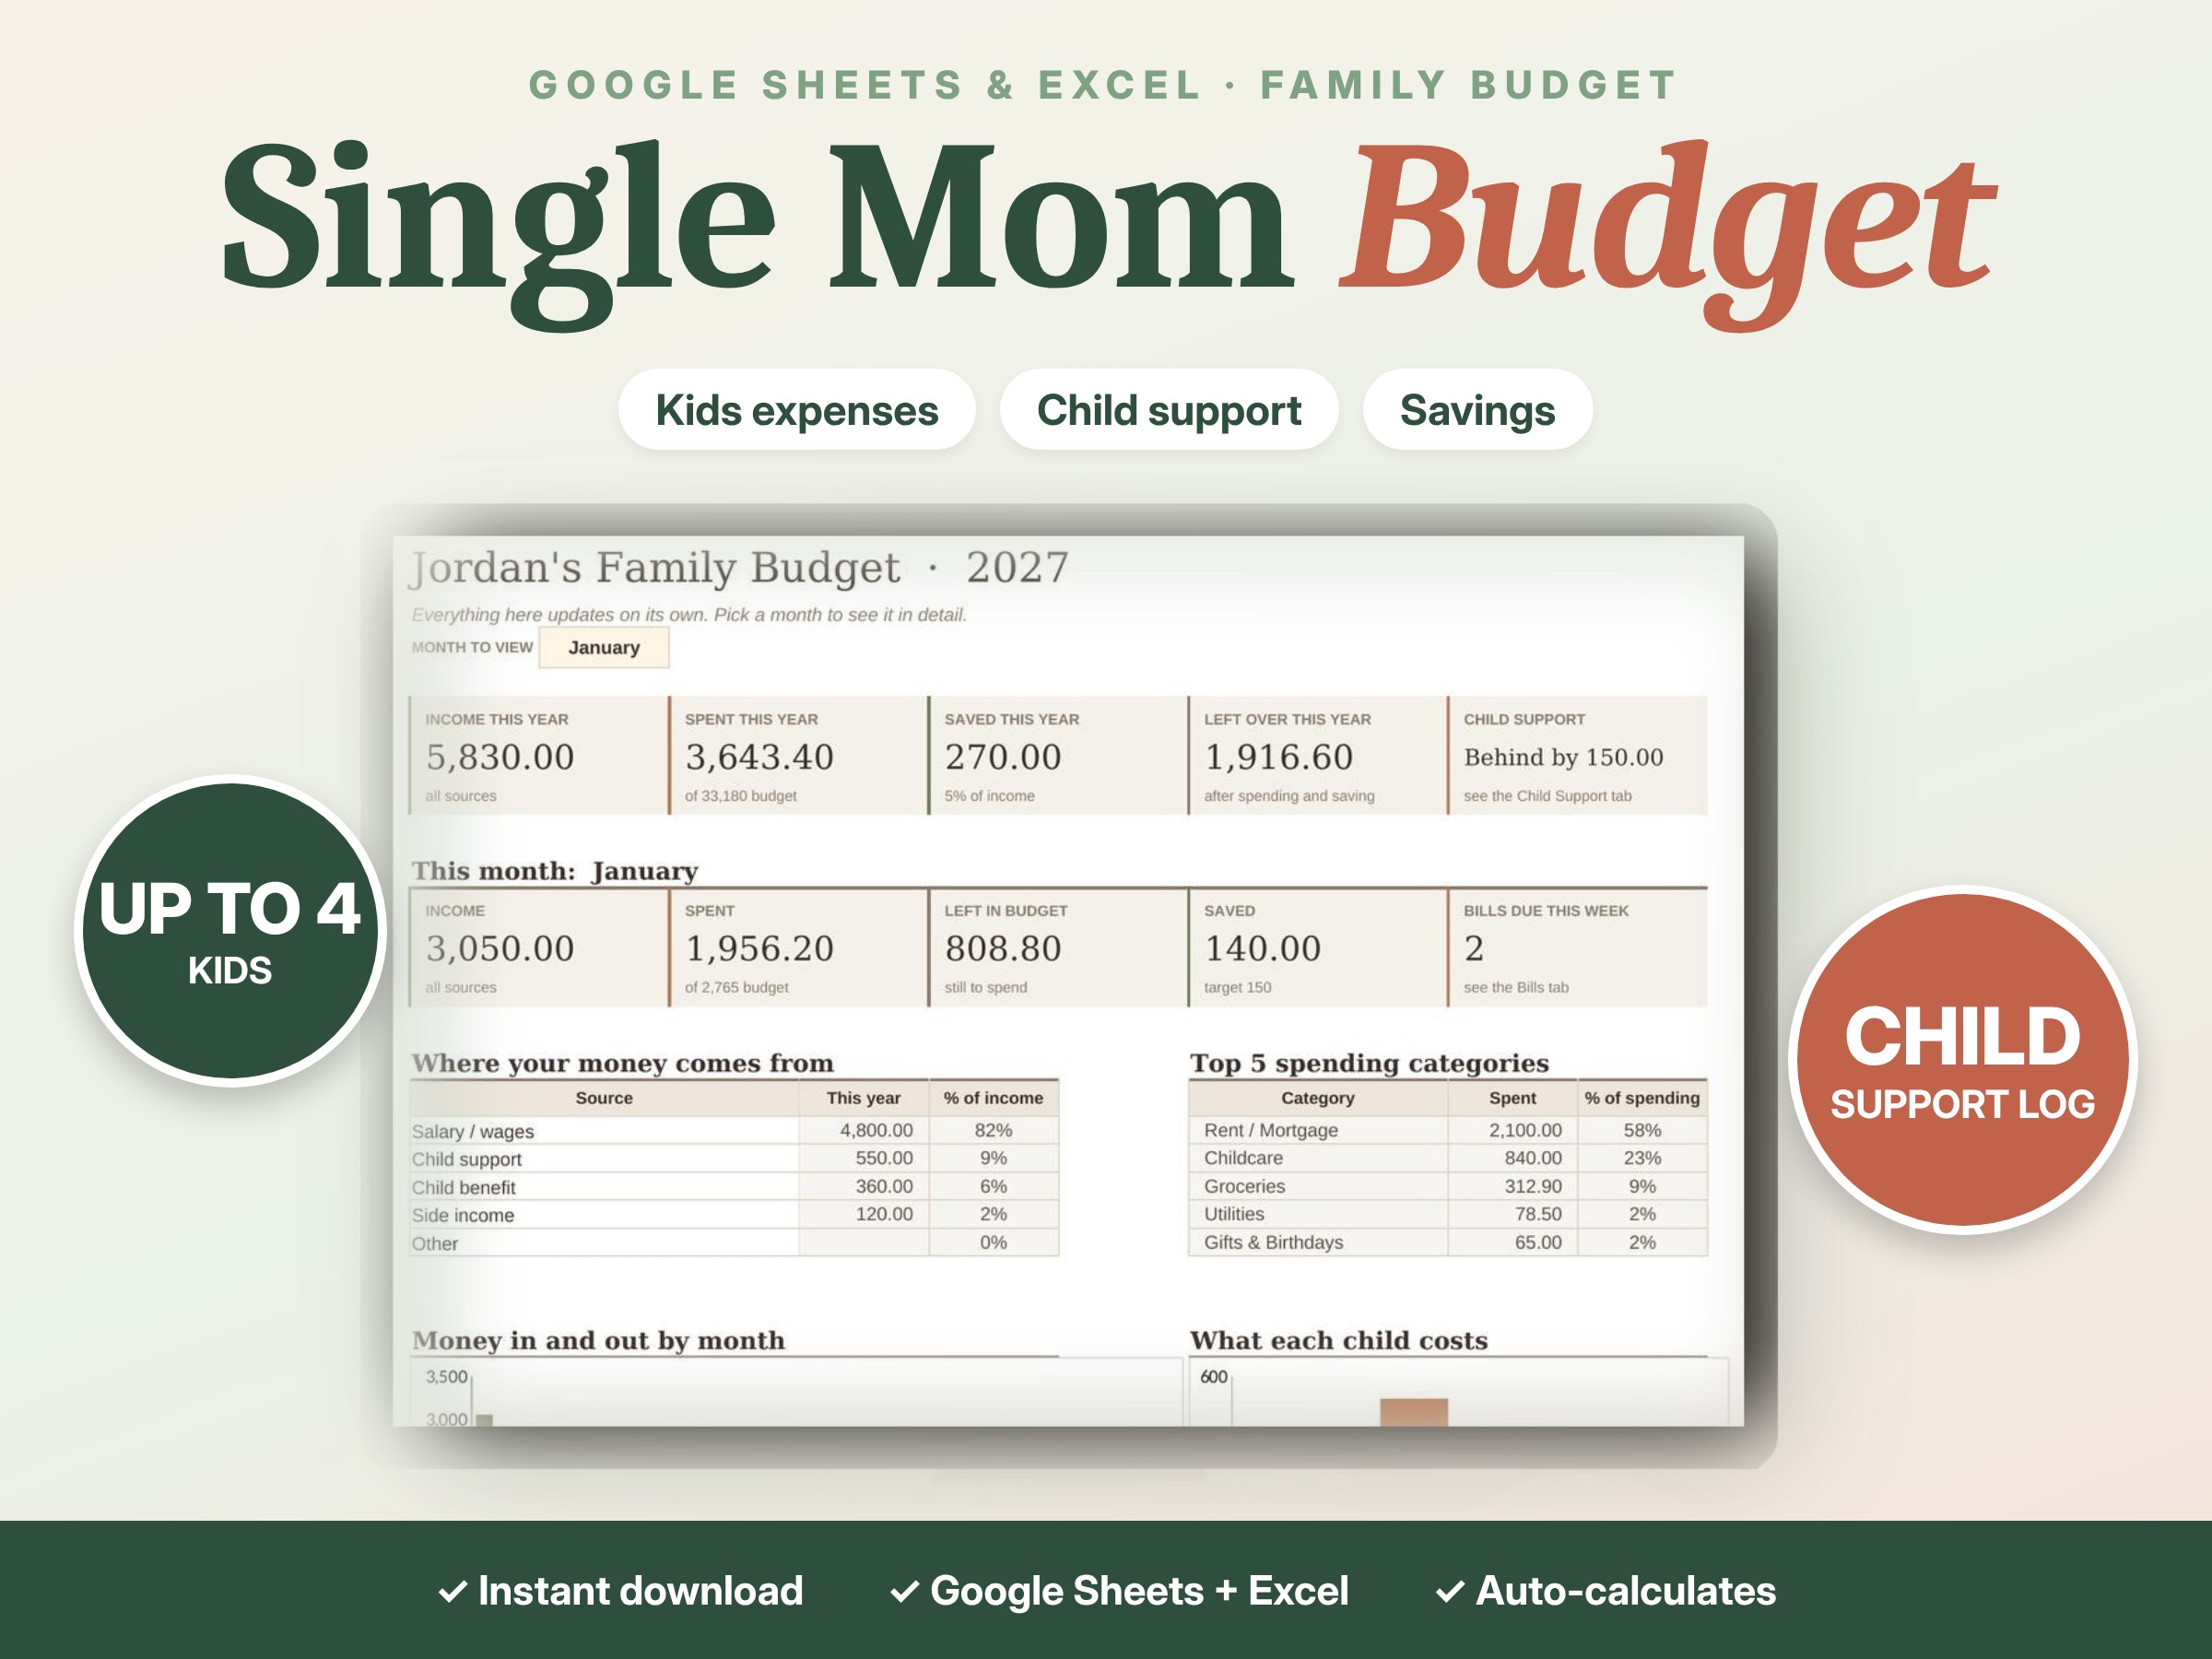 GOOGLE SHEETS & EXCEL · FAMILY BUDGET
Single Mom Budget
Kids expenses Child support Savings
Jordan's Family Budget · 2027
Everything here updates on its own. Pick a month to see it in detail.
MONTH TO VIEW January
INCOME THIS YEAR SPENT THIS YEAR SAVED THIS YEAR LEFT OVER THIS YEAR CHILD SUPPORT
5,830.00 3,643.40 270.00 1,916.60 Behind by 150.00
all sources of 33,180 budget 5% of income after spending and saving see the Child Support tab
This month: January
INCOME SPENT LEFT IN BUDGET SAVED BILLS DUE THIS WEEK
3,050.00 1,956.20 808.80 140.00 2
all sources of 2,765 budget still to spend target 150 see the Bills tab
UP TO 4
KIDS
CHILD
SUPPORT LOG
Where your money comes from
Source This year % of income
Salary / wages 4,800.00 82%
Child support 550.00 9%
Child benefit 360.00 6%
Side income 120.00 2%
Other 0%
Top 5 spending categories
Category Spent % of spending
Rent / Mortgage 2,100.00 58%
Childcare 840.00 23%
Groceries 312.90 9%
Utilities 78.50 2%
Gifts & Birthdays 65.00 2%
Money in and out by month
3,500
3,000
What each child costs
600
✓ Instant download ✓ Google Sheets + Excel ✓ Auto-calculates